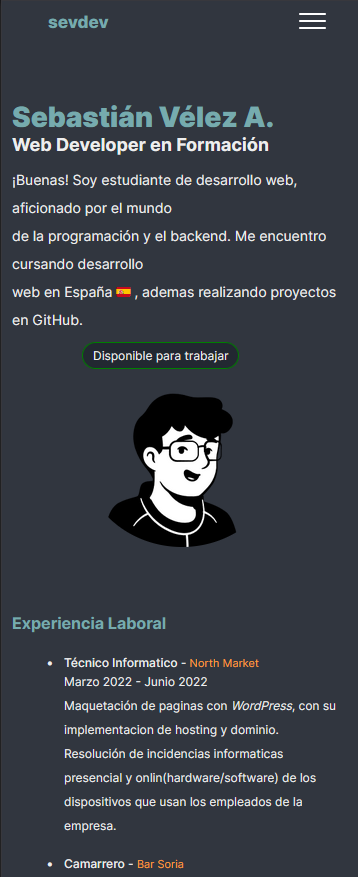 sevdev
Sebastián Vélez A.
Web Developer en Formación
¡Buenas! Soy estudiante de desarrollo web,
aficionado por el mundo
de la programación y el backend. Me encuentro
cursando desarrollo
web en España 🇪🇸 , ademas realizando proyectos
en GitHub.
Disponible para trabajar
Experiencia Laboral
• Técnico Informatico - North Market
Marzo 2022 - Junio 2022
Maquetación de paginas con WordPress, con su
implementacion de hosting y dominio.
Resolución de incidencias informaticas
presencial y onlin(hardware/software) de los
dispositivos que usan los empleados de la
empresa.
• Camarrero - Bar Soria